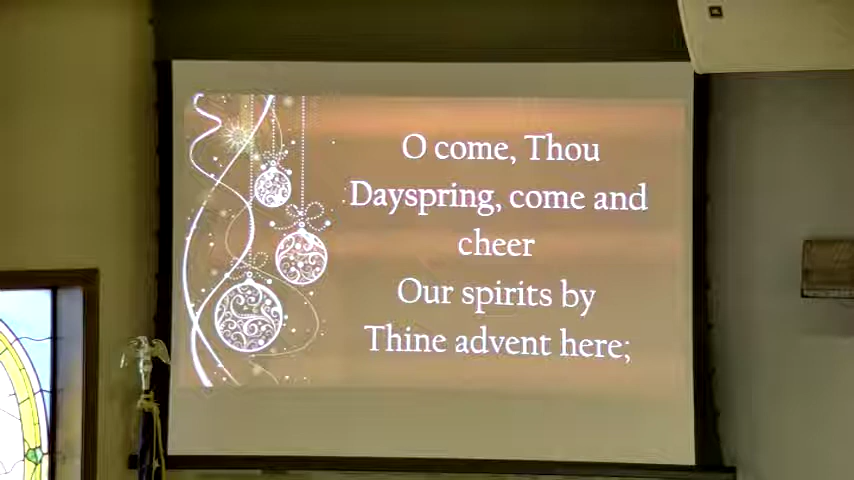 O come, Thou
Dayspring, come and
cheer
Our spirits by
Thine advent here;